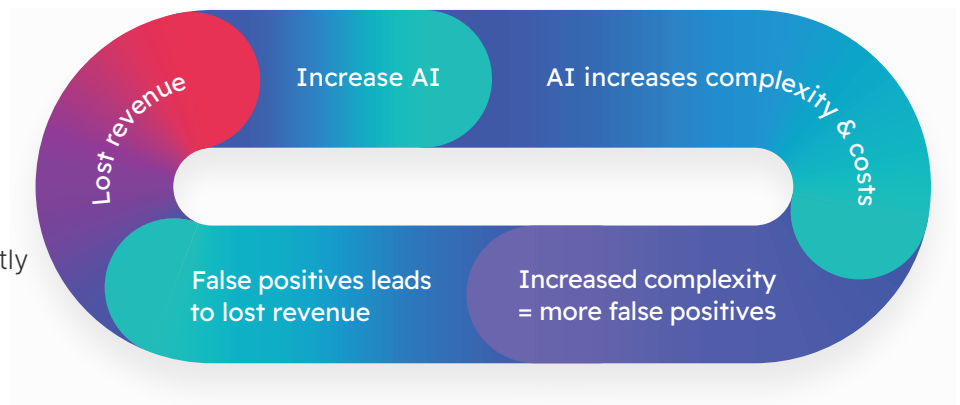 Lost revenue
Increase AI
AI increases complexity & costs
Increased complexity
= more false positives
False positives leads
to lost revenue
tly